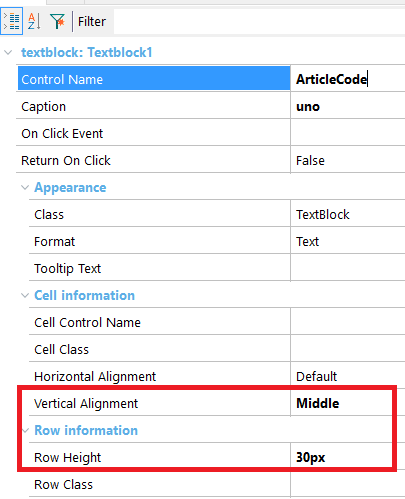 Filter
textblock: Textblock1
Control Name ArticleCode
Caption uno
On Click Event
Return On Click False
Appearance
Class TextBlock
Format Text
Tooltip Text
Cell information
Cell Control Name
Cell Class
Horizontal Alignment Default
Vertical Alignment Middle
Row information
Row Height 30px
Row Class